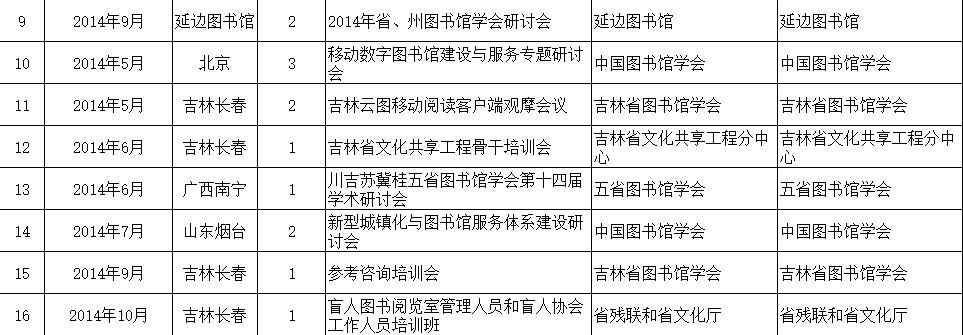 9 2014年9月 延边图书馆 2 2014年省、州图书馆学会研讨会 延边图书馆 延边图书馆
10 2014年5月 北京 3 移动数字图书馆建设与服务专题研讨
会 中国图书馆学会 中国图书馆学会
11 2014年5月 吉林长春 2 吉林云图移动阅读客户端观摩会议 吉林省图书馆学会 吉林省图书馆学会
12 2014年6月 吉林长春 1 吉林省文化共享工程骨干培训会 吉林省文化共享工程分中 吉林省文化共享工程分中
心 心
13 2014年6月 广西南宁 1 川吉苏冀桂五省图书馆学会第十四届
学术研讨会 五省图书馆学会 五省图书馆学会
14 2014年7月 山东烟台 2 新型城镇化与图书馆服务体系建设研
讨会 中国图书馆学会 中国图书馆学会
15 2014年9月 吉林长春 1 参考咨询培训会 吉林省图书馆学会 吉林省图书馆学会
16 2014年10月 吉林长春 1 盲人图书阅览室管理人员和盲人协会
工作人员培训班 省残联和省文化厅 省残联和省文化厅